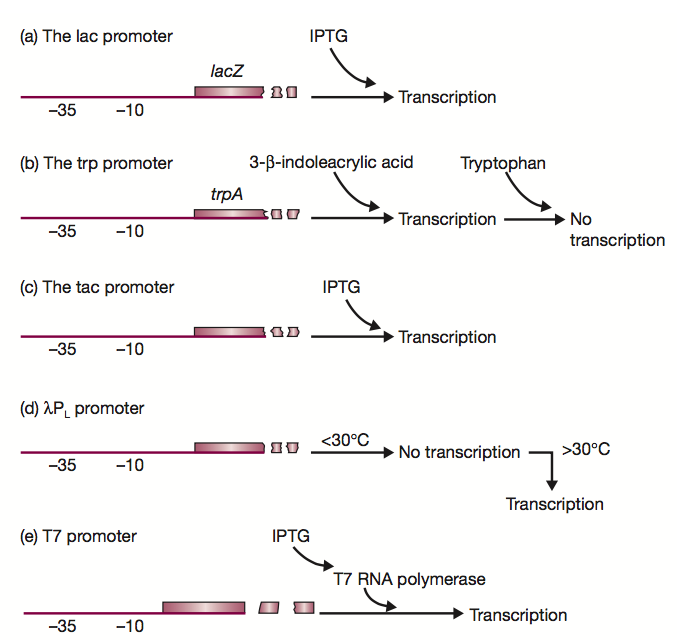 (a) The lac promoter IPTG
lacZ
Transcription
–35 –10
(b) The trp promoter 3-β-indoleacrylic acid Tryptophan
trpA
Transcription No
transcription
–35 –10
(c) The tac promoter IPTG
Transcription
–35 –10
(d) λPL promoter
<30°C No transcription >30°C
–35 –10
Transcription
(e) T7 promoter IPTG
T7 RNA polymerase
Transcription
–35 –10